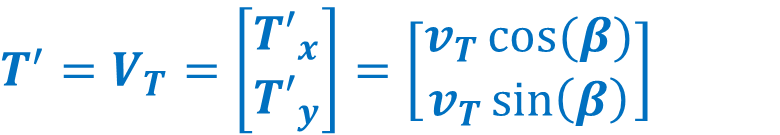 T′ = V_T = [T′_x T′_y] = [v_T cos(β) v_T sin(β)]